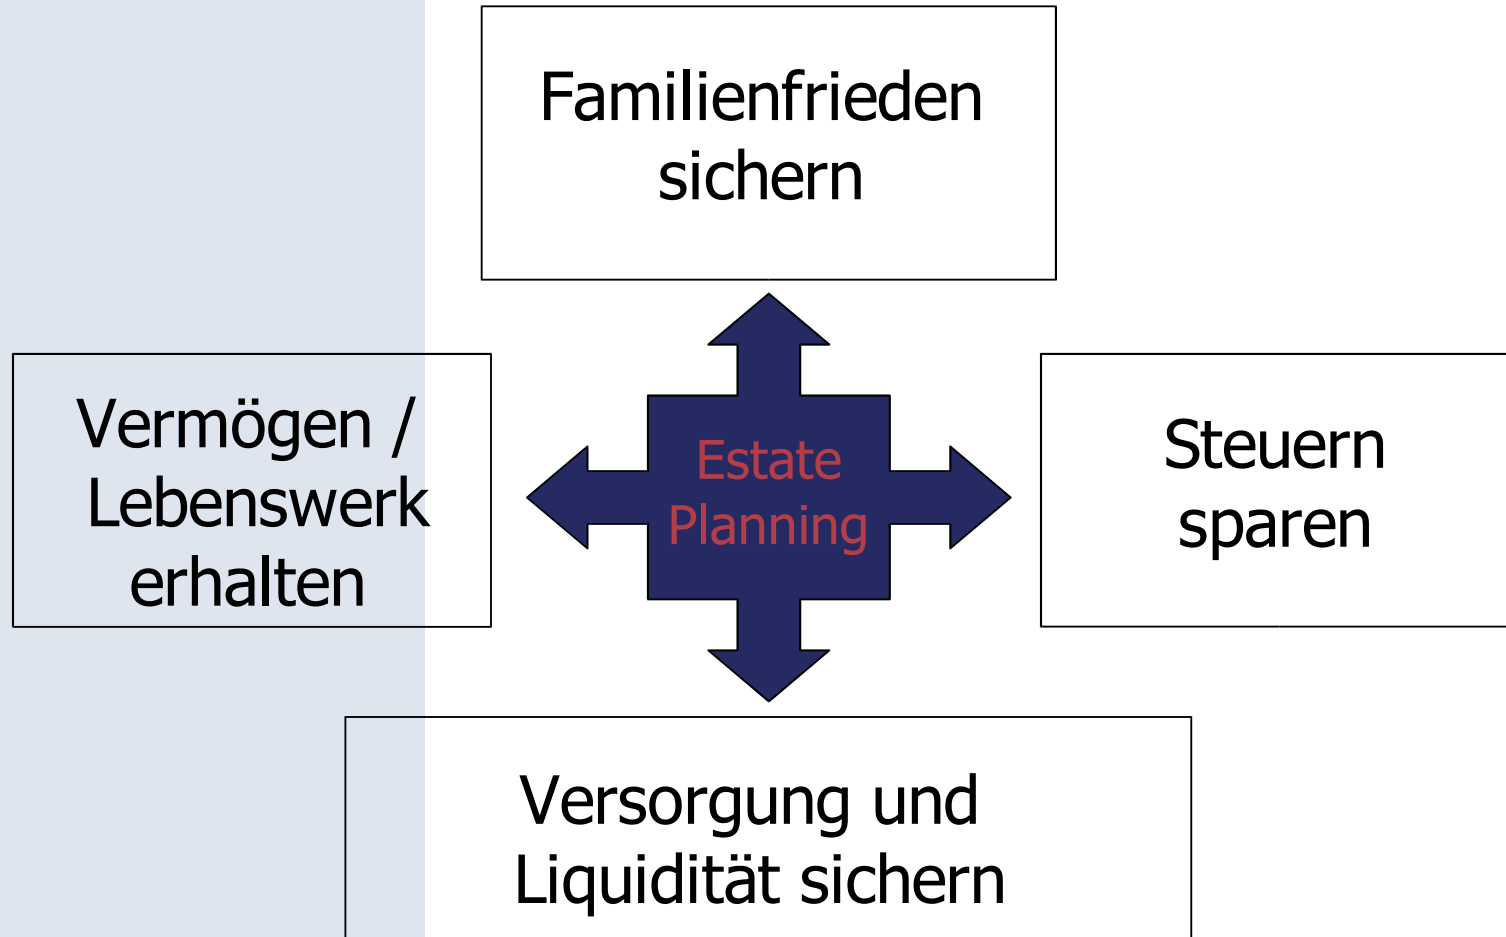 Familienfrieden
sichern
Vermögen /
Lebenswerk
erhalten
Estate
Planning
Steuern
sparen
Versorgung und
Liquidität sichern